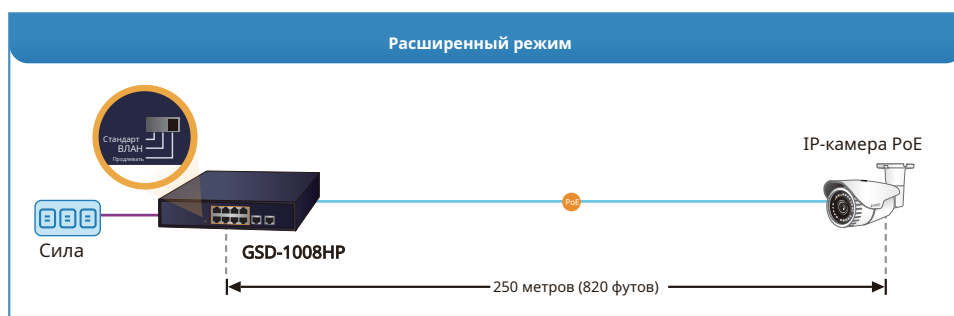 Расширенный режим
Стандарт
ВЛАН
Продлевать
IP-камера PoE
PoE
Сила
GSD-1008HP
250 метров (820 футов)